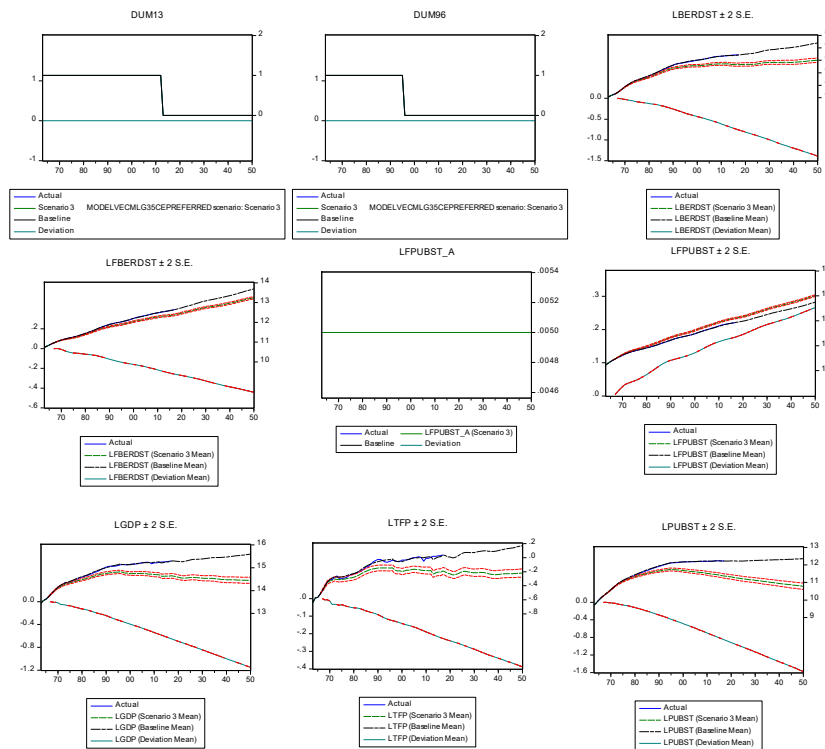 DUM13
2
1
1
0
-1
70 80 90 00 10 20 30 40 50
Actual
Scenario 3 MODELVECMLG35CEPREFERRED scenario: Scenario 3
Baseline
Deviation
DUM96
2
1
1
0
-1
70 80 90 00 10 20 30 40 50
Actual
Scenario 3 MODELVECMLG35CEPREFERRED scenario: Scenario 3
Baseline
Deviation
LBERDST ± 2 S.E.
0.0
-0.5
-1.0
-1.5
70 80 90 00 10 20 30 40 50
Actual
LBERDST (Scenario 3 Mean)
LBERDST (Baseline Mean)
LBERDST (Deviation Mean)
LFBERDST ± 2 S.E.
14
13
12
11
10
.2
.0
-.2
-.4
-.6
70 80 90 00 10 20 30 40 50
Actual
LFBERDST (Scenario 3 Mean)
LFBERDST (Baseline Mean)
LFBERDST (Deviation Mean)
LFPUBST_A
.0054
.0052
.0050
.0048
.0046
70 80 90 00 10 20 30 40 50
Actual LFPUBST_A (Scenario 3)
Baseline Deviation
LFPUBST ± 2 S.E.
.3
.2
.1
.0
70 80 90 00 10 20 30 40 50
Actual
LFPUBST (Scenario 3 Mean)
LFPUBST (Baseline Mean)
LFPUBST (Deviation Mean)
LGDP ± 2 S.E.
16
15
14
13
0.0
-0.4
-0.8
-1.2
70 80 90 00 10 20 30 40 50
Actual
LGDP (Scenario 3 Mean)
LGDP (Baseline Mean)
LGDP (Deviation Mean)
LTFP ± 2 S.E.
.2
.0
-.2
-.4
-.6
-.8
.0
-.1
-.2
-.3
-.4
70 80 90 00 10 20 30 40 50
Actual
LTFP (Scenario 3 Mean)
LTFP (Baseline Mean)
LTFP (Deviation Mean)
LPUBST ± 2 S.E.
13
12
11
10
9
0.0
-0.4
-0.8
-1.2
-1.6
70 80 90 00 10 20 30 40 50
Actual
LPUBST (Scenario 3 Mean)
LPUBST (Baseline Mean)
LPUBST (Deviation Mean)